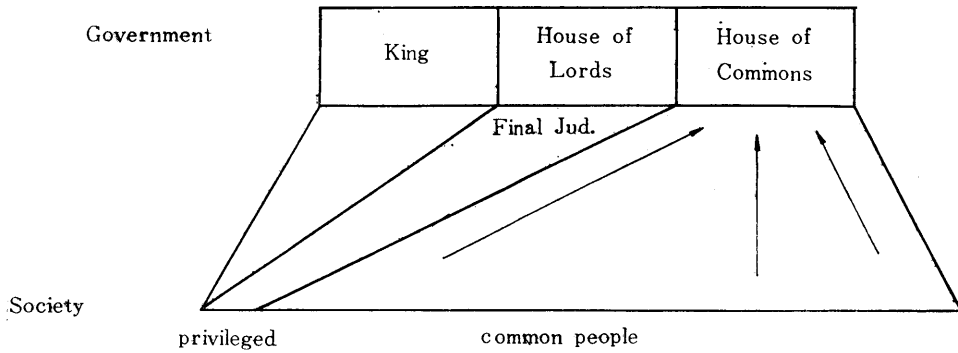 Government
King
House of
Lords
House of
Commons
Final Jud.
Society
privileged
common people